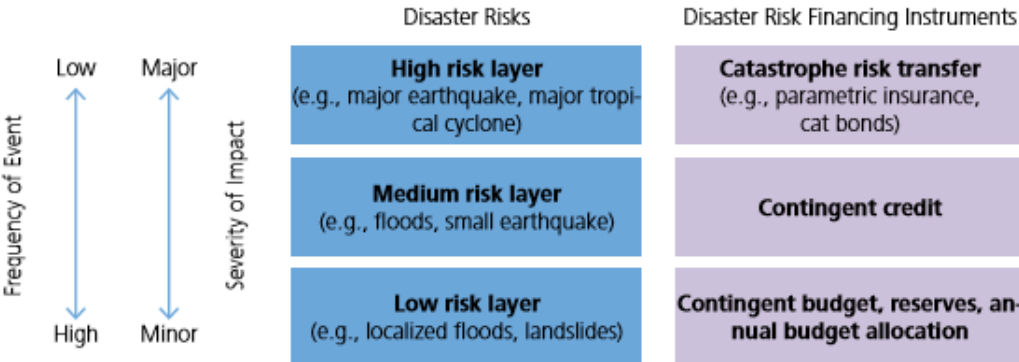 Disaster Risks
Disaster Risk Financing Instruments
Frequency of Event
Low
High
Major
Minor
Severity of Impact
High risk layer
(e.g., major earthquake, major tropi-
cal cyclone)
Catastrophe risk transfer
(e.g., parametric insurance,
cat bonds)
Medium risk layer
(e.g., floods, small earthquake)
Contingent credit
Low risk layer
(e.g., localized floods, landslides)
Contingent budget, reserves, an-
nual budget allocation